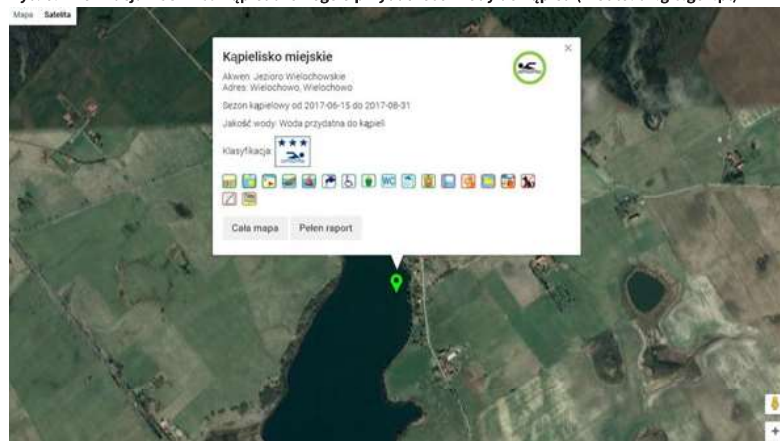 Mapa Satelita
Kąpielisko miejskie
Akwen: Jezioro Wielochowskie
Adres: Wielochowo, Wielochowo
Sezon kąpielowy od 2017-06-15 do 2017-08-31
Jakość wody: Woda przydatna do kąpieli
Klasyfikacja:
WC
Cała mapa Pełen raport